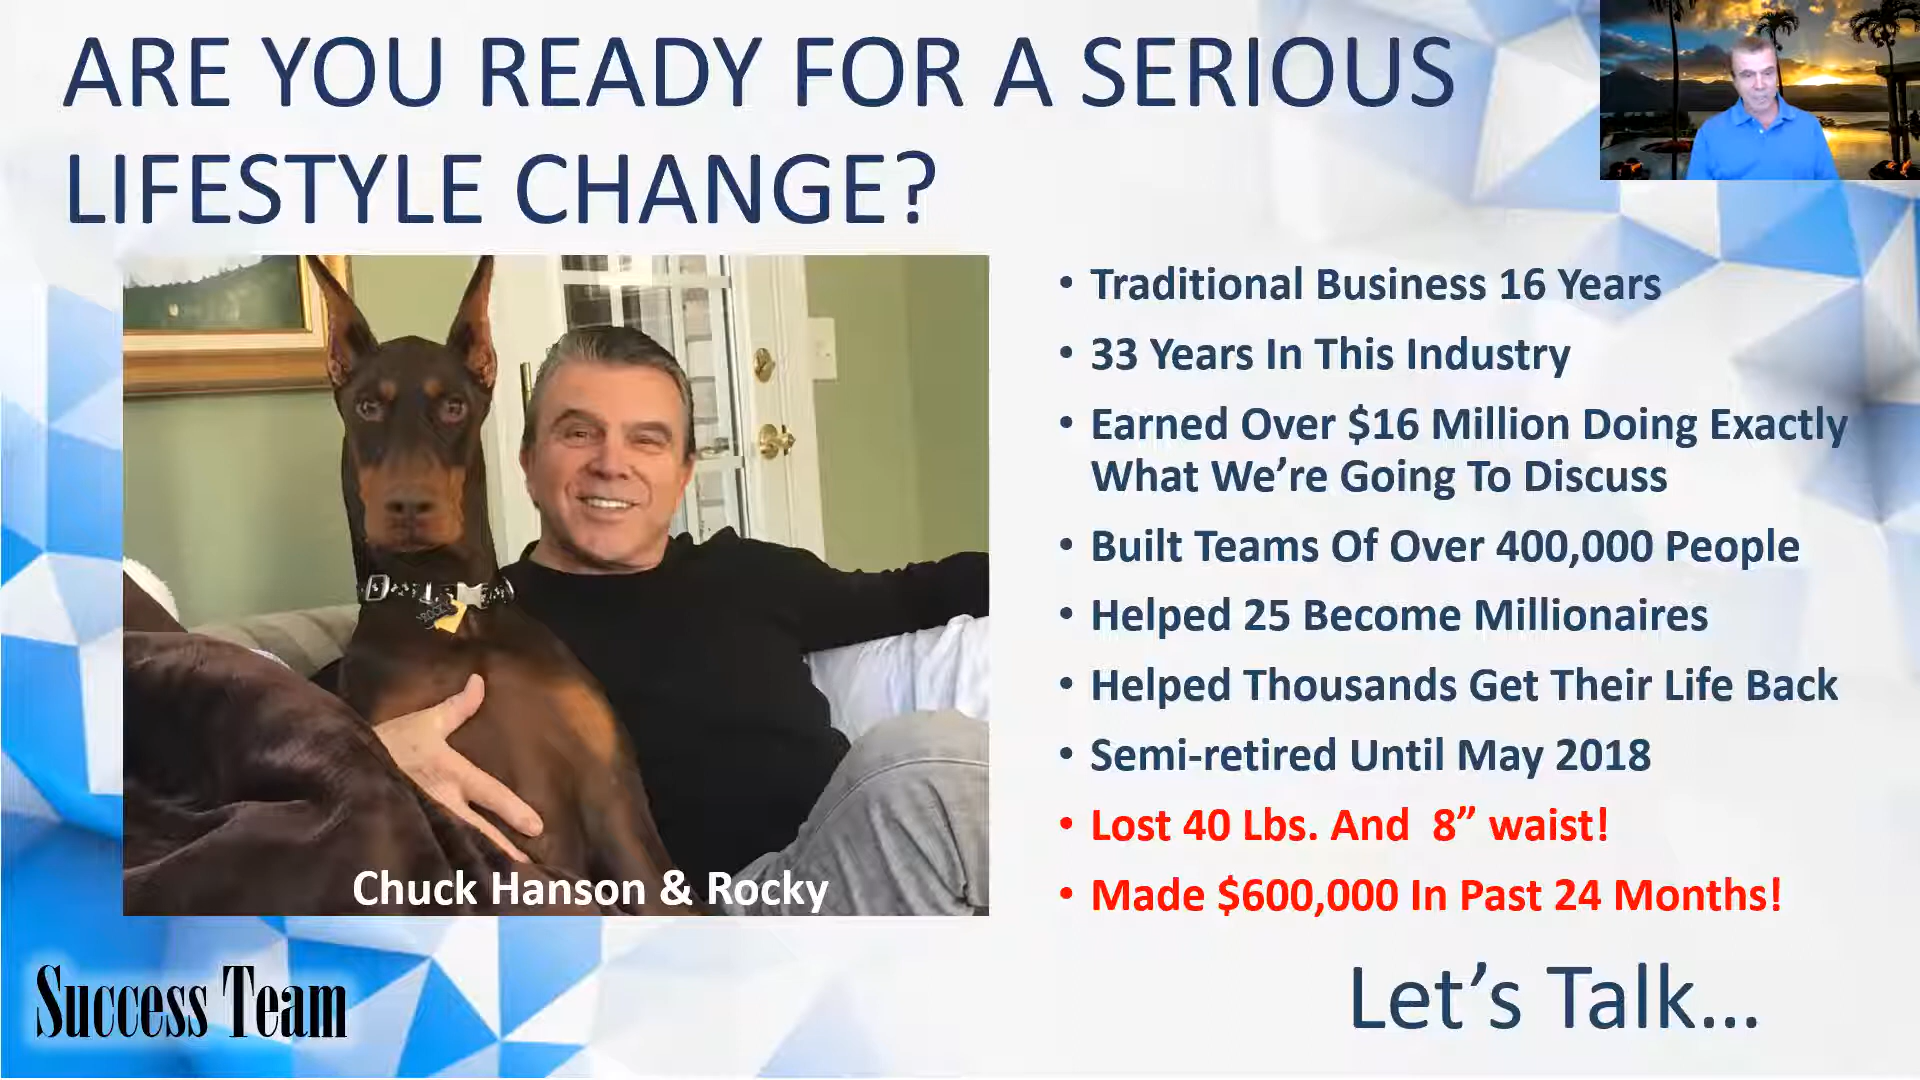 ARE YOU READY FOR A SERIOUS
LIFESTYLE CHANGE?
• Traditional Business 16 Years
• 33 Years In This Industry
• Earned Over $16 Million Doing Exactly
What We’re Going To Discuss
• Built Teams Of Over 400,000 People
• Helped 25 Become Millionaires
• Helped Thousands Get Their Life Back
• Semi-retired Until May 2018
• Lost 40 Lbs. And 8” waist!
• Made $600,000 In Past 24 Months!
Chuck Hanson & Rocky
Success Team
Let’s Talk...